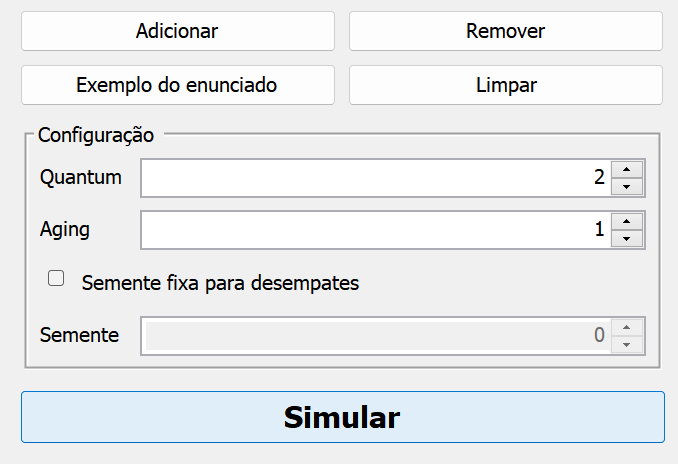 Adicionar
Remover
Exemplo do enunciado
Limpar
Configuração
Quantum 2
Aging 1
Semente fixa para desempates
Semente 0
Simular